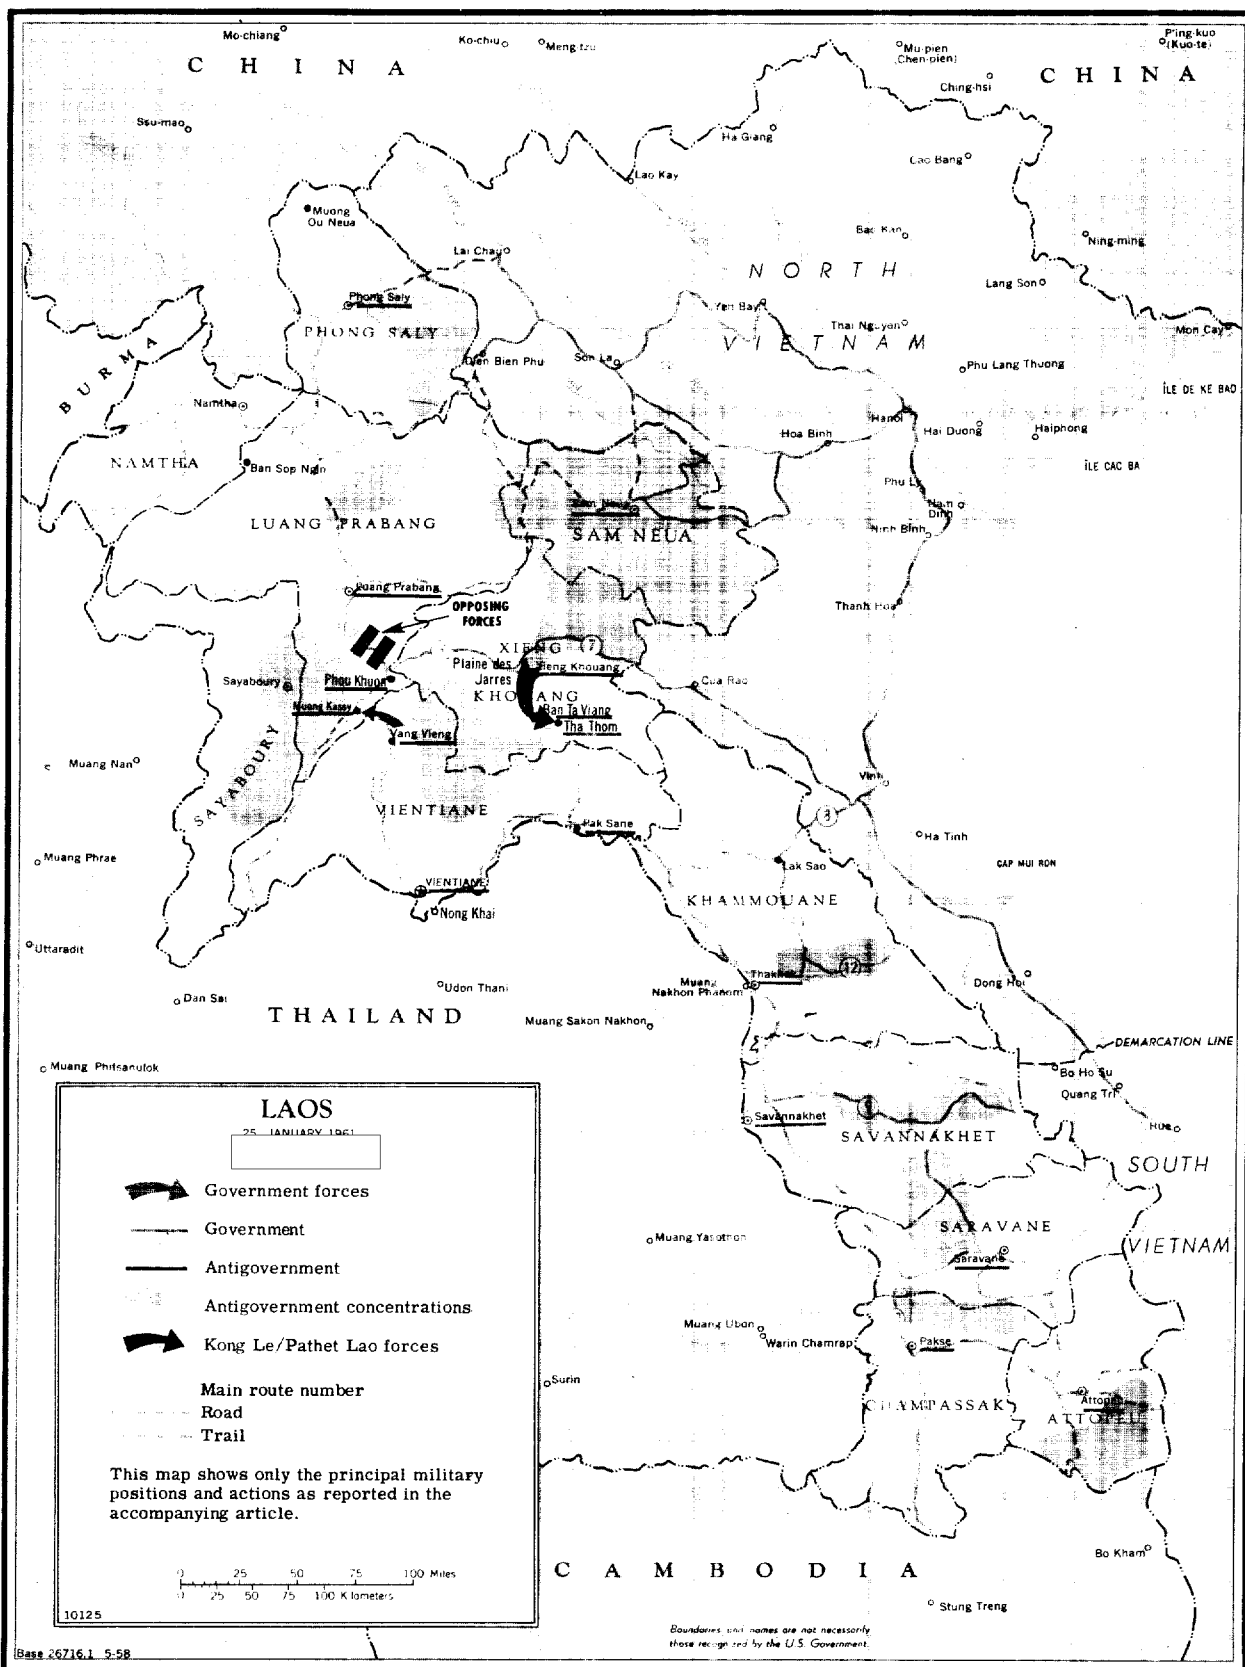 Mo-chiang
Ko-chiu
Meng-tzu
Mu-pien
(Chen-pien)
P'ing-kuo
(Kuo-te)
CHINA
CHINA
Ching-hsi
Ssu-mao
Ha Giang
Cao Bang
Lao Kay
Muong
Ou Neua
Bac Kan
Ning-ming
Lai Chau
NORTH
Lang Son
Phong Saly
Yen Bay
PHONG SALY
Thai Nguyen
Mon Cay
VIETNAM
BURMA
Dien Bien Phu
Son La
Phu Lang Thuong
ÎLE DE KE BAO
Namtha
Hanoi
Hai Duong
Haiphong
Hoa Binh
NAMTHA
Ban Sop Ngin
ÎLE CAC BA
Phu Ly
Nam
Dinh
LUANG PRABANG
SAM NEUA
Ninh Binh
Luang Prabang
Thanh Hoa
OPPOSING
FORCES
XIENG
7
Plaine des
Jarres
Xieng Khouang
Sayaboury
Phou Khuon
KHOUANG
Cua Rao
Muong Kassy
Ban Ta Viang
Tha Thom
Vang Vieng
SAYABOURY
Muang Nan
Vinh
VIENTIANE
8
Pak Sane
Ha Tinh
Muang Phrae
Lak Sao
CAP MUI RON
VIENTIANE
KHAMMOUANE
Nong Khai
Uttaradit
12
Thakhek
Muang
Nakhon Phanom
Dong Hoi
Dan Sai
Udon Thani
THAILAND
Muang Sakon Nakhon
DEMARCATION LINE
Muang Phitsanulok
Bo Ho Su
Quang Tri
LAOS
25 JANUARY 1961
Savannakhet
Hue
SAVANNAKHET
SOUTH
Government forces
Government
SARAVANE
Muang Yasothon
VIETNAM
Saravane
Antigovernment
Antigovernment concentrations
Muang Ubon
Warin Chamrap
Pakse
Kong Le/Pathet Lao forces
Surin
Main route number
Attopeu
CHAMPASSAK
Road
ATTOPEU
Trail
This map shows only the principal military
positions and actions as reported in the
accompanying article.
0 25 50 75 100 Miles
0 25 50 75 100 Kilometers
CAMBODIA
Bo Kham
Stung Treng
10125
Boundaries and names are not necessarily
those recognized by the U.S. Government.
Base 26716.1 5-58